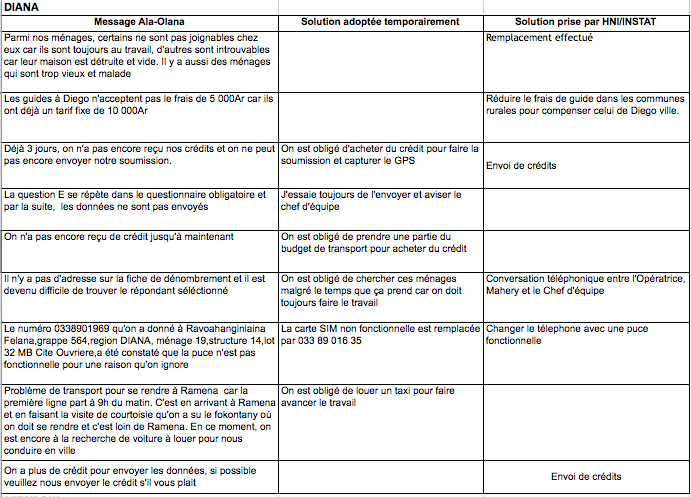 DIANA
Message Ala-Olana
Solution adoptée temporairement
Solution prise par HNI/INSTAT
Parmi nos ménages, certains ne sont pas joignables chez
eux car ils sont toujours au travail, d'autres sont introuvables
car leur maison est détruite et vide. Il y a aussi des ménages
qui sont trop vieux et malade
Remplacement effectué
Les guides à Diego n'acceptent pas le frais de 5 000Ar car ils
ont déjà un tarif fixe de 10 000Ar
Réduire le frais de guide dans les communes
rurales pour compenser celui de Diego ville.
Déjà 3 jours, on n'a pas encore reçu nos crédits et on ne peut
pas encore envoyer notre soumission.
On est obligé d'acheter du crédit pour faire la
soumission et capturer le GPS
Envoi de crédits
La question E se répète dans le questionnaire obligatoire et
par la suite, les données ne sont pas envoyés
J'essaie toujours de l'envoyer et aviser le
chef d'équipe
On n'a pas encore reçu de crédit jusqu'à maintenant
On est obligé de prendre une partie du
budget de transport pour acheter du crédit
Il n'y a pas d'adresse sur la fiche de dénombrement et il est
devenu difficile de trouver le répondant séléctionné
On est obligé de chercher ces ménages
malgré le temps que ça prend car on doit
toujours faire le travail
Conversation téléphonique entre l'Opératrice,
Mahery et le Chef d'équipe
Le numéro 0338901969 qu'on a donné à Ravoahanginiaina
Felana,grappe 564,region DIANA, ménage 19,structure 14,lot
32 MB Cite Ouvriere,a été constaté que la puce n'est pas
fonctionnelle pour une raison qu'on ignore
La carte SIM non fonctionnelle est remplacée
par 033 89 016 35
Changer le télephone avec une puce
fonctionnelle
Problème de transport pour se rendre à Ramena car la
première ligne part à 9h du matin. C'est en arrivant à Ramena
et en faisant la visite de courtoisie qu'on a su le fokontany où
on doit se rendre et c'est loin de Ramena. En ce moment, on
est encore à la recherche de voiture à louer pour nous
conduire en ville
On est obligé de louer un taxi pour faire
avancer le travail
On a plus de crédit pour envoyer les données, si possible
veuillez nous envoyer le crédit s'il vous plait
Envoi de crédits